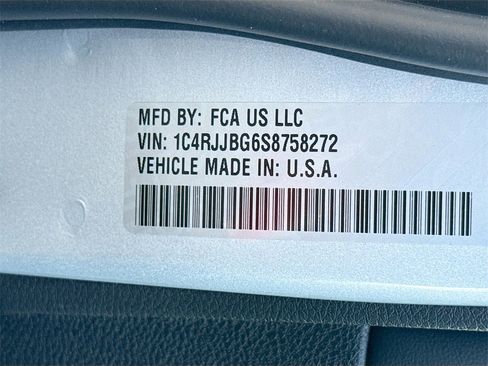 MFD BY: FCA US LLC
VIN: 1C4RJJBG6S8758272
VEHICLE MADE IN: U.S.A.